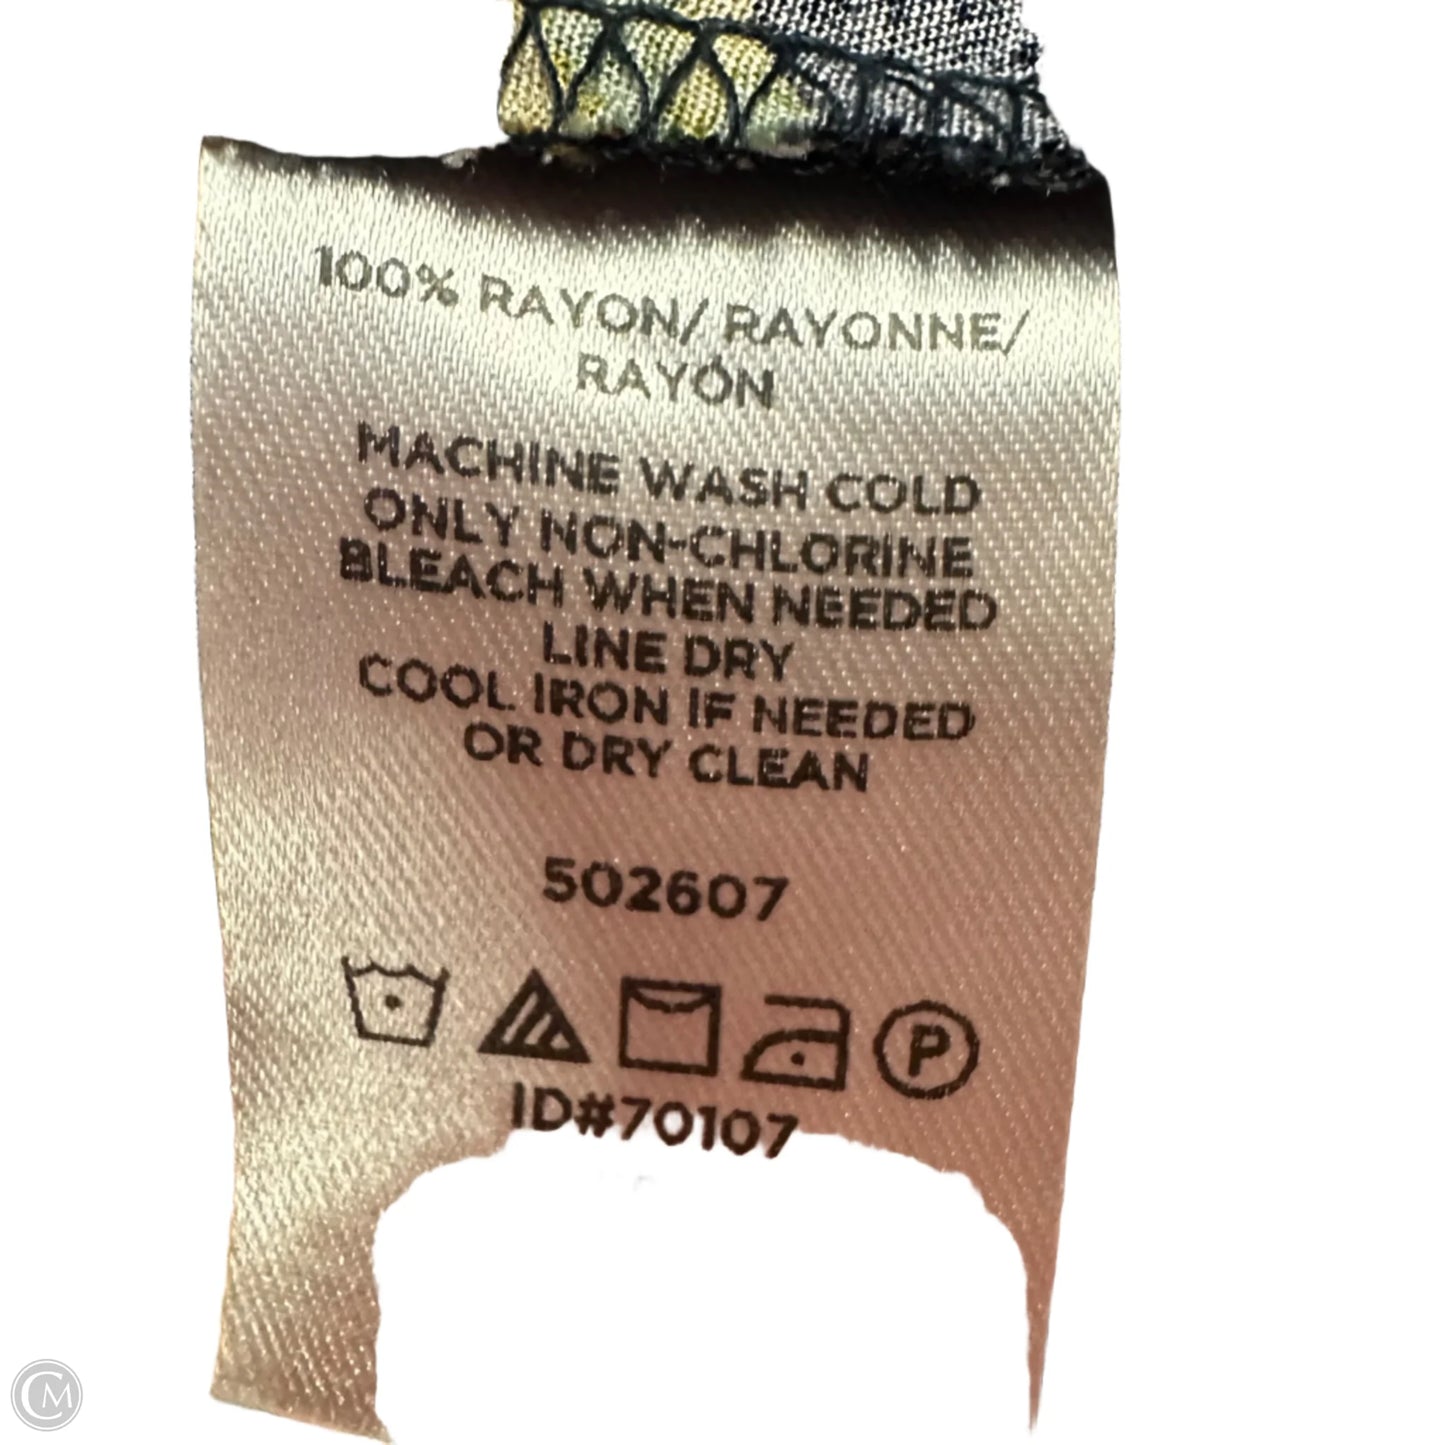 100% RAYON/ RAYONNE/
RAYÓN
MACHINE WASH COLD
ONLY NON-CHLORINE
BLEACH WHEN NEEDED
LINE DRY
COOL IRON IF NEEDED
OR DRY CLEAN
502607
P
ID#70107
CM